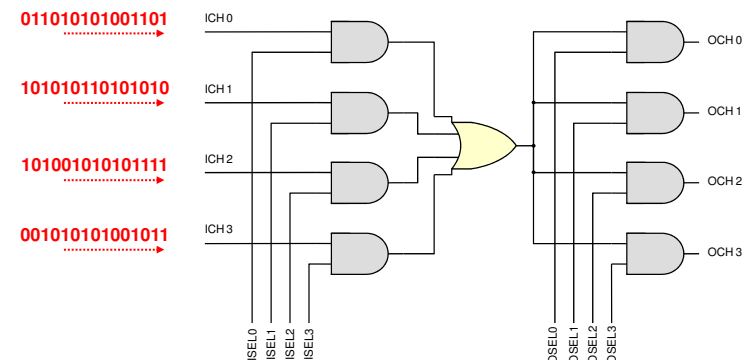 011010101001101
ICH 0
OCH 0
101010110101010
ICH 1
OCH 1
101001010101111
ICH 2
OCH 2
001010101001011
ICH 3
OCH 3
ISEL0
ISEL1
ISEL2
ISEL3
OSEL0
OSEL1
OSEL2
OSEL3